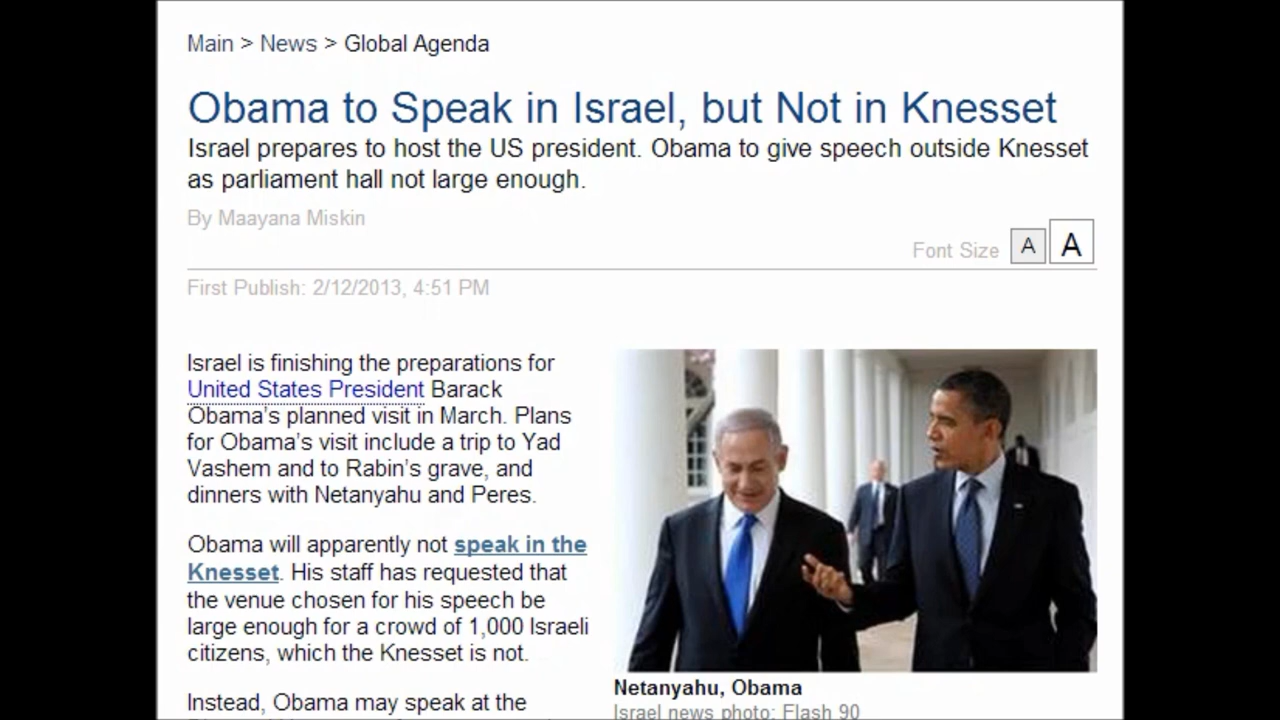 Main > News > Global Agenda
Obama to Speak in Israel, but Not in Knesset
Israel prepares to host the US president. Obama to give speech outside Knesset
as parliament hall not large enough.
By Maayana Miskin
Font Size A A
First Publish: 2/12/2013, 4:51 PM
Israel is finishing the preparations for
United States President Barack
Obama's planned visit in March. Plans
for Obama's visit include a trip to Yad
Vashem and to Rabin's grave, and
dinners with Netanyahu and Peres.
Obama will apparently not speak in the
Knesset. His staff has requested that
the venue chosen for his speech be
large enough for a crowd of 1,000 Israeli
citizens, which the Knesset is not.
Instead, Obama may speak at the
Netanyahu, Obama
Israel news photo: Flash 90